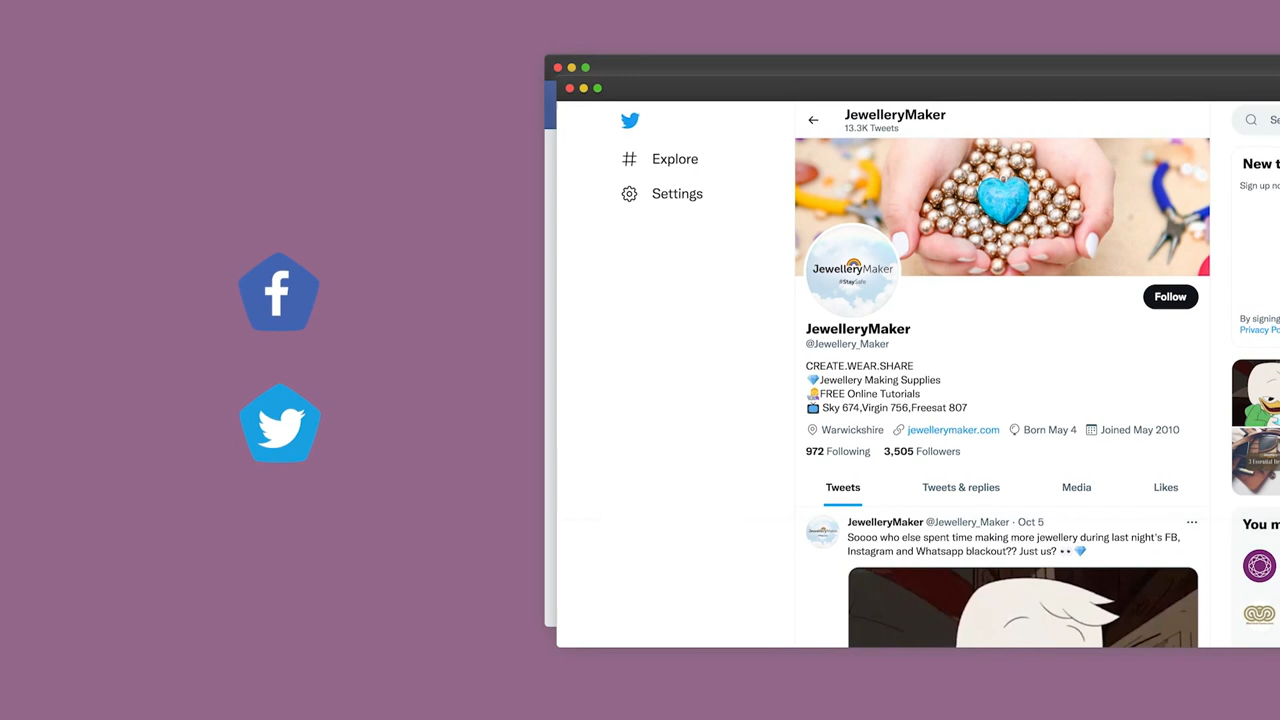 f
JewelleryMaker
13.3K Tweets
Explore
Settings
JewelleryMaker
#StaySafe
Follow
JewelleryMaker
@Jewellery_Maker
CREATE.WEAR.SHARE
💎Jewellery Making Supplies
FREE Online Tutorials
📺 Sky 674,Virgin 756,Freesat 807
Warwickshire jewellerymaker.com Born May 4 Joined May 2010
972 Following 3,505 Followers
Tweets Tweets & replies Media Likes
JewelleryMaker @Jewellery_Maker · Oct 5 ···
Soooo who else spent time making more jewellery during last night's FB,
Instagram and Whatsapp blackout?? Just us? 👀 💎
Se
New t
Sign up no
By signing
Privacy Po
You m